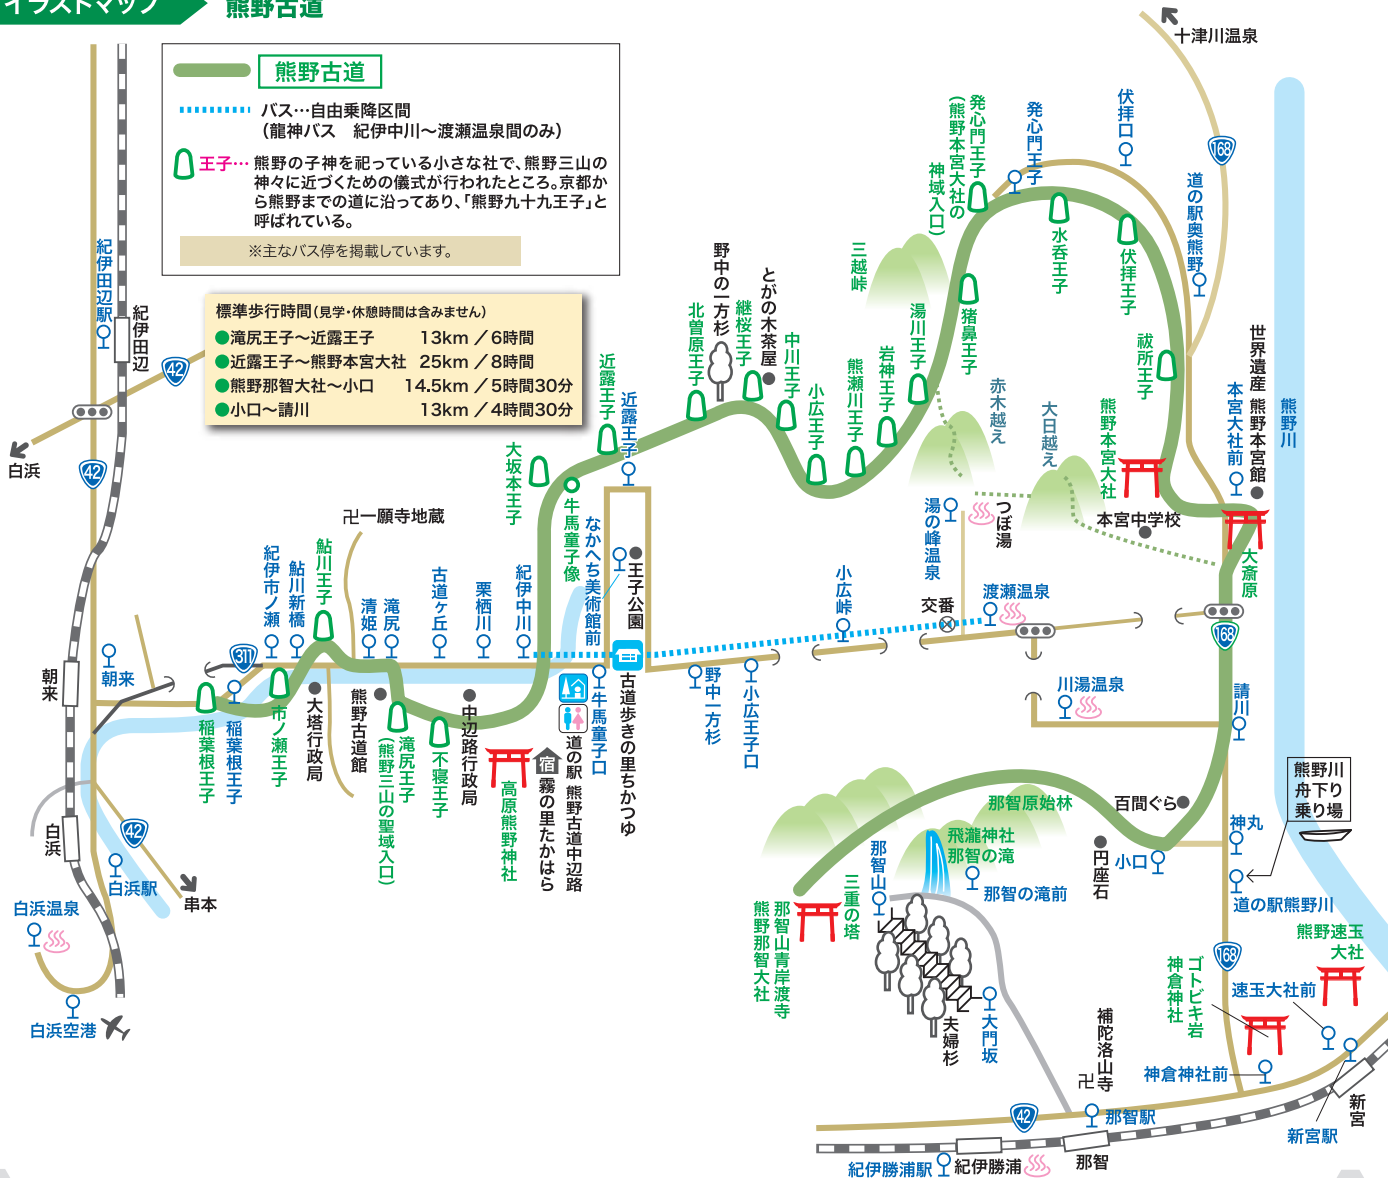 イラストマップ
熊野古道
熊野古道
バス…自由乗降区間
（龍神バス　紀伊中川～渡瀬温泉間のみ）
王子… 熊野の子神を祀っている小さな社で、熊野三山の
神々に近づくための儀式が行われたところ。京都か
ら熊野までの道に沿ってあり、「熊野九十九王子」と
呼ばれている。
※主なバス停を掲載しています。
標準歩行時間（見学・休憩時間は含みません）
●滝尻王子～近露王子 13km ／6時間
●近露王子～熊野本宮大社 25km ／8時間
●熊野那智大社～小口 14.5km ／5時間30分
●小口～請川 13km ／4時間30分
十津川温泉
168
伏拝口
発心門王子
発心門王子
（熊野本宮大社の
神域入口）
道の駅奥熊野
水呑王子
伏拝王子
三越峠
猪鼻王子
湯川王子
祓所王子
世界遺産 熊野本宮館
本宮大社前
熊野川
野中の一方杉
とがの木茶屋
継桜王子
北曽原王子
中川王子
小広王子
熊瀬川王子
岩神王子
赤木越え
大日越え
熊野本宮大社
本宮中学校
大斎原
紀伊田辺駅
紀伊田辺
42
白浜
42
近露王子
近露王子
大坂本王子
牛馬童子像
なかへち美術館前
王子公園
卍一願寺地蔵
紀伊市ノ瀬
鮎川新橋
鮎川王子
清姫
滝尻
古道ヶ丘
栗栖川
紀伊中川
小広峠
湯の峰温泉
つぼ湯
交番
渡瀬温泉
168
川湯温泉
請川
朝来
朝来
311
稲葉根王子
稲葉根王子
市ノ瀬王子
大塔行政局
熊野古道館
滝尻王子
（熊野三山の聖域入口）
不寝王子
中辺路行政局
高原熊野神社
宿
霧の里たかはら
道の駅 熊野古道中辺路
牛馬童子口
古道歩きの里ちかつゆ
野中一方杉
小広王子口
白浜
42
白浜駅
串本
白浜温泉
白浜空港
那智原始林
百間ぐら
円座石
小口
飛瀧神社
那智の滝
那智の滝前
那智山
三重の塔
那智山青岸渡寺
熊野那智大社
夫婦杉
大門坂
補陀洛山寺
卍
神丸
熊野川
舟下り
乗り場
道の駅熊野川
168
熊野速玉
大社
速玉大社前
ゴトビキ岩
神倉神社
神倉神社前
42
那智駅
那智
紀伊勝浦駅
紀伊勝浦
新宮駅
新宮